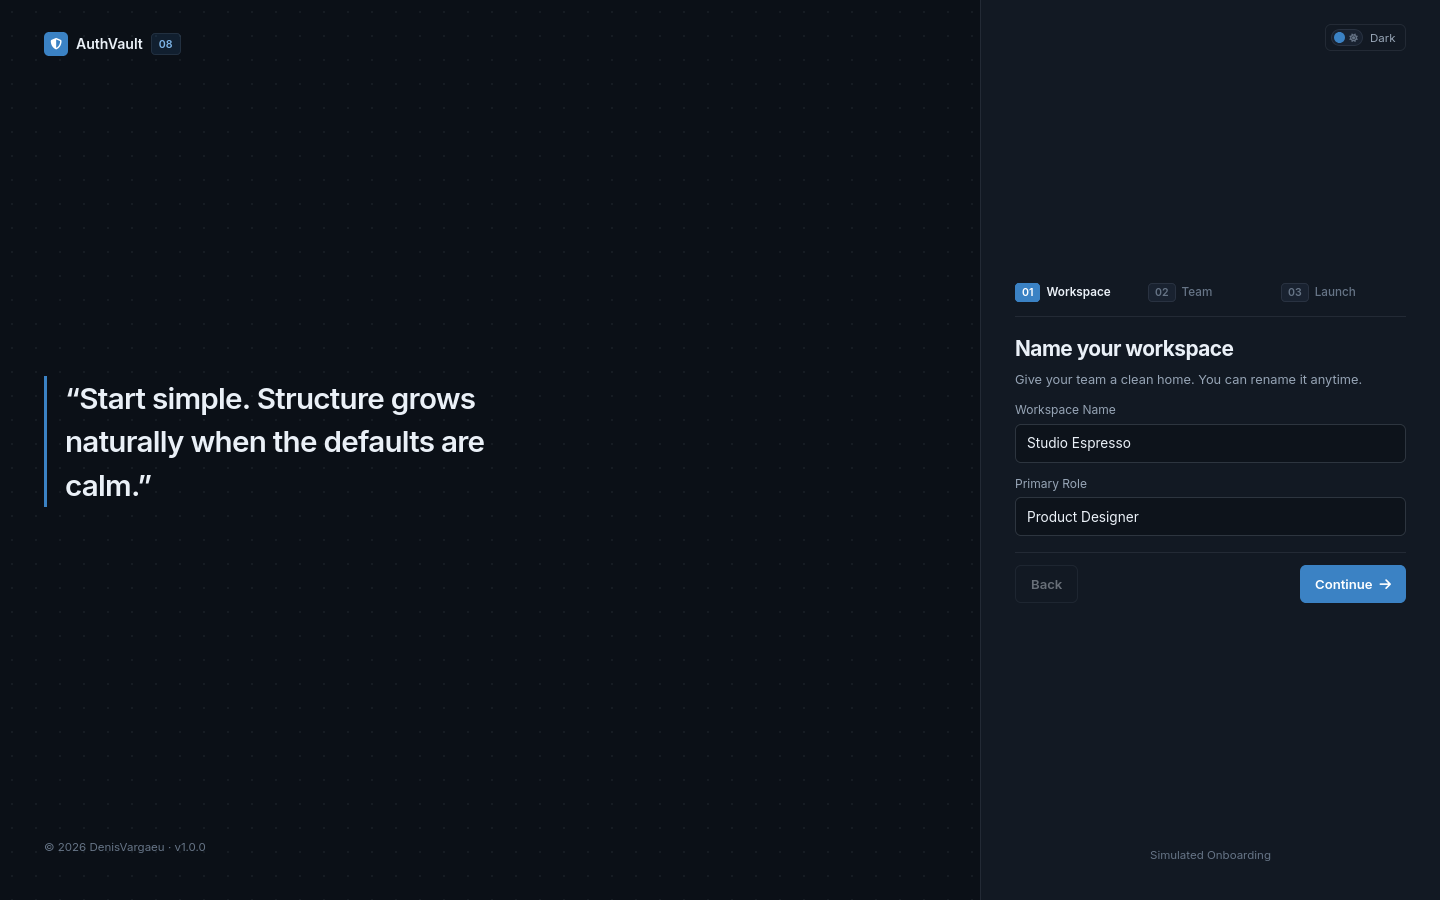 AuthVault 08
“Start simple. Structure grows
naturally when the defaults are
calm.”
© 2026 DenisVargaeu · v1.0.0
Dark
01 Workspace 02 Team 03 Launch
Name your workspace
Give your team a clean home. You can rename it anytime.
Workspace Name
Studio Espresso
Primary Role
Product Designer
Back Continue →
Simulated Onboarding